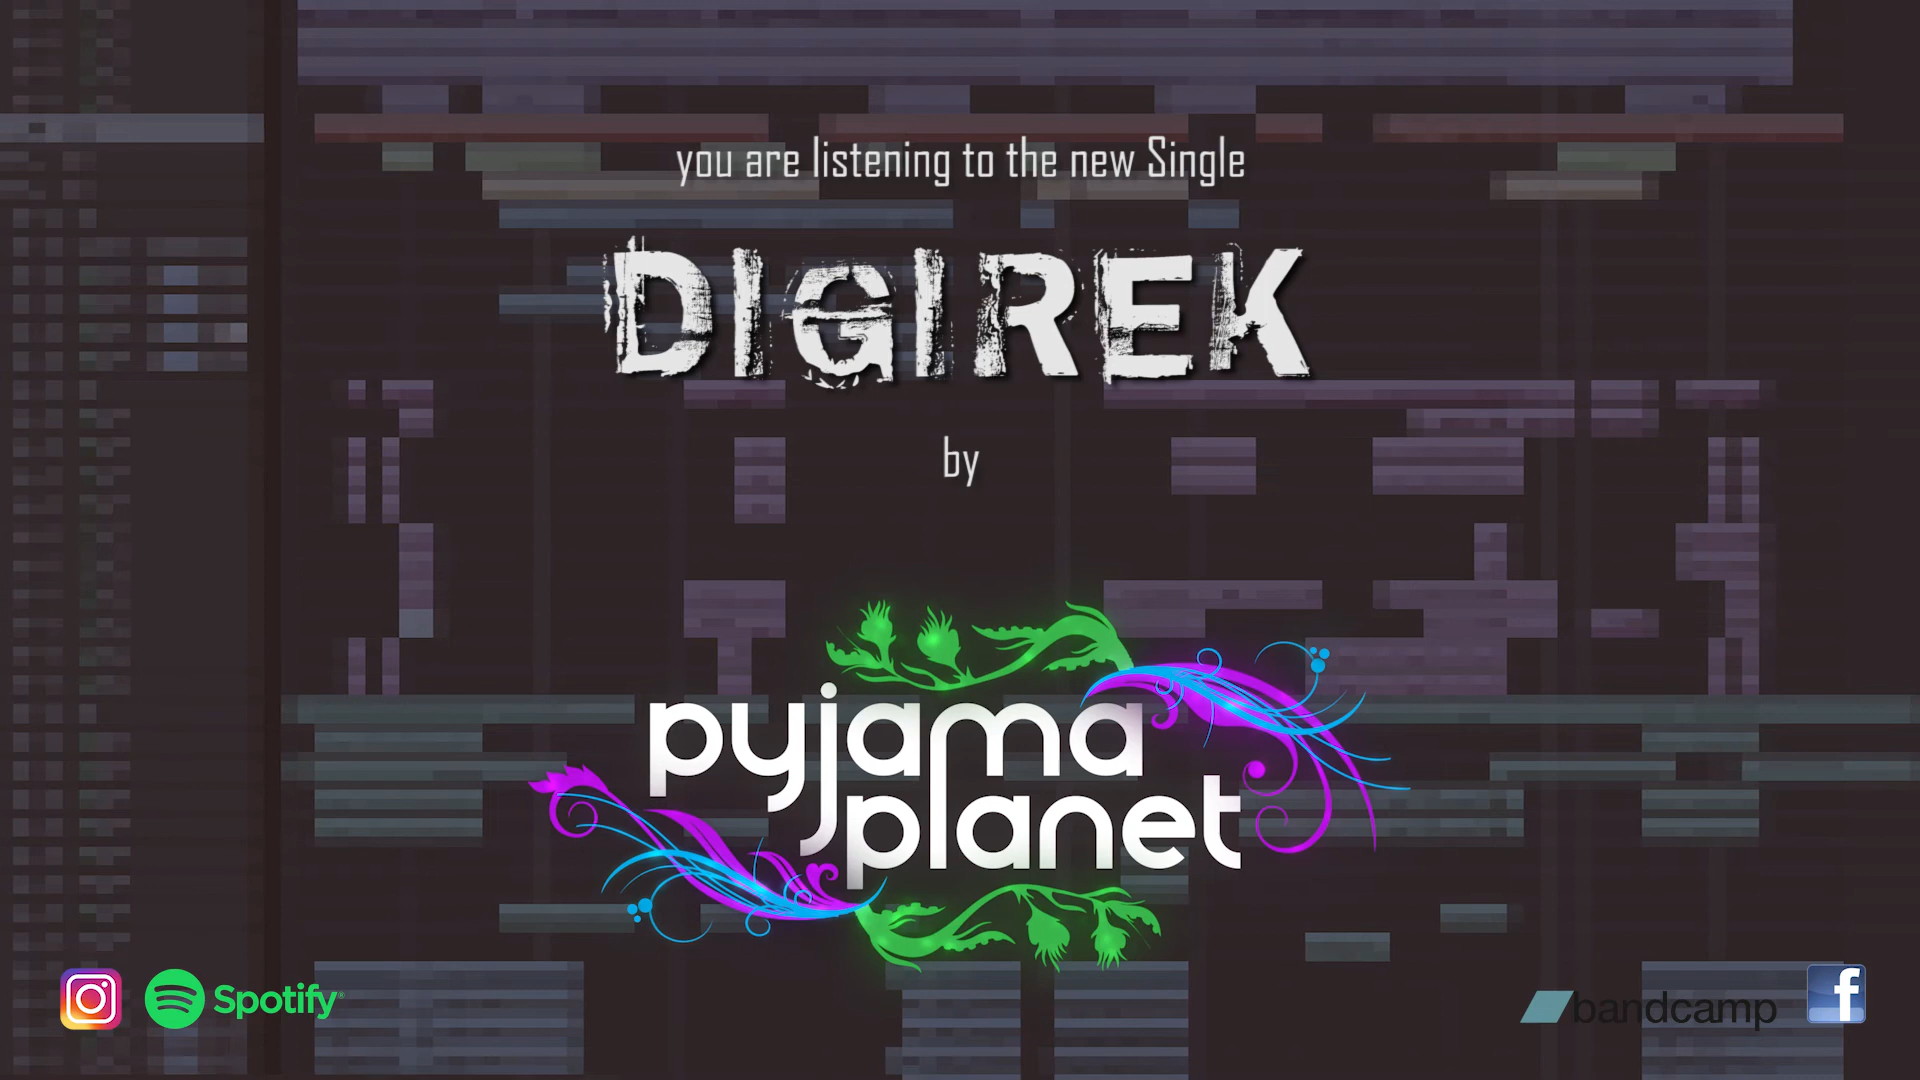 you are listening to the new Single
DIGIREK
by
pyjama
planet
Spotify
bandcamp
f